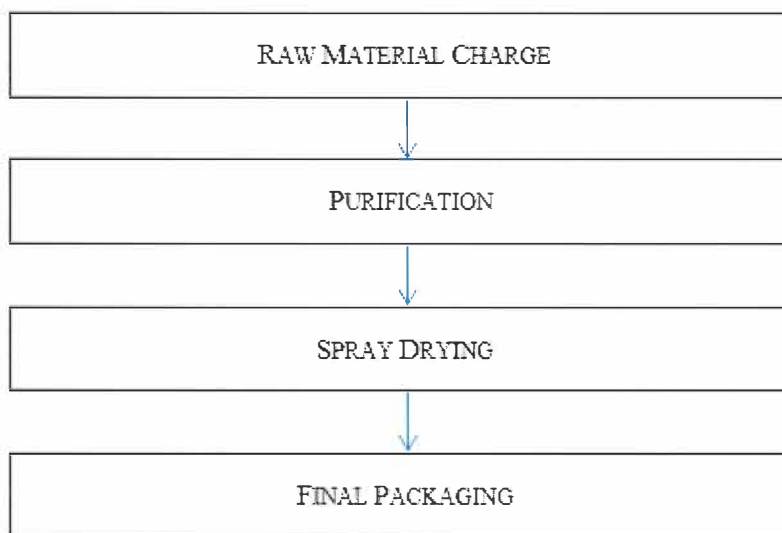 RAW MATERIAL CHARGE
PURIFICATION
SPRAY DRYING
FINAL PACKAGING